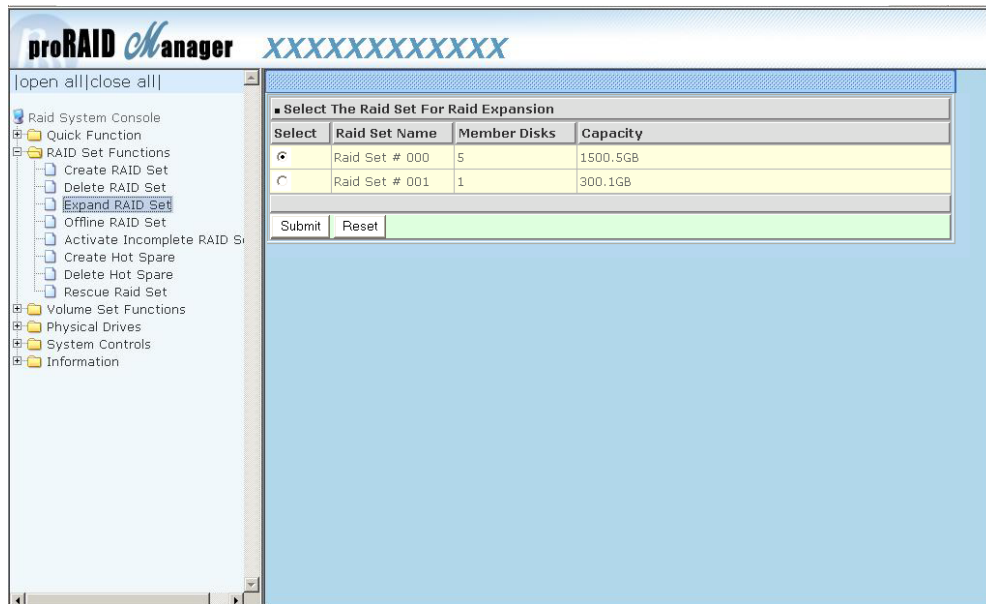 proRAID Manager XXXXXXXXXXXX
|open all|close all|
Raid System Console
Quick Function
RAID Set Functions
Create RAID Set
Delete RAID Set
Expand RAID Set
Offline RAID Set
Activate Incomplete RAID S
Create Hot Spare
Delete Hot Spare
Rescue Raid Set
Volume Set Functions
Physical Drives
System Controls
Information
Select The Raid Set For Raid Expansion
Select Raid Set Name Member Disks Capacity
Raid Set # 000 5 1500.5GB
Raid Set # 001 1 300.1GB
Submit Reset